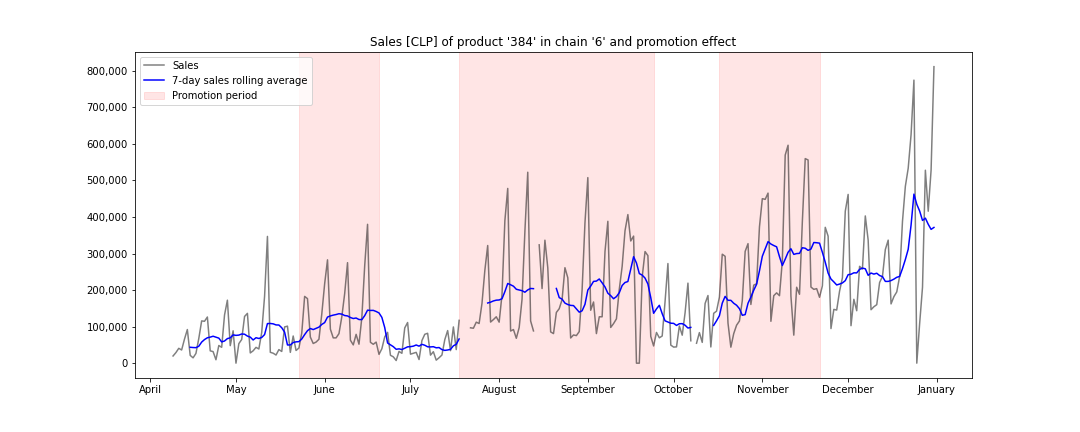 Sales [CLP] of product '384' in chain '6' and promotion effect
Sales
7-day sales rolling average
Promotion period
800,000
700,000
600,000
500,000
400,000
300,000
200,000
100,000
0
April May June July August September October November December January